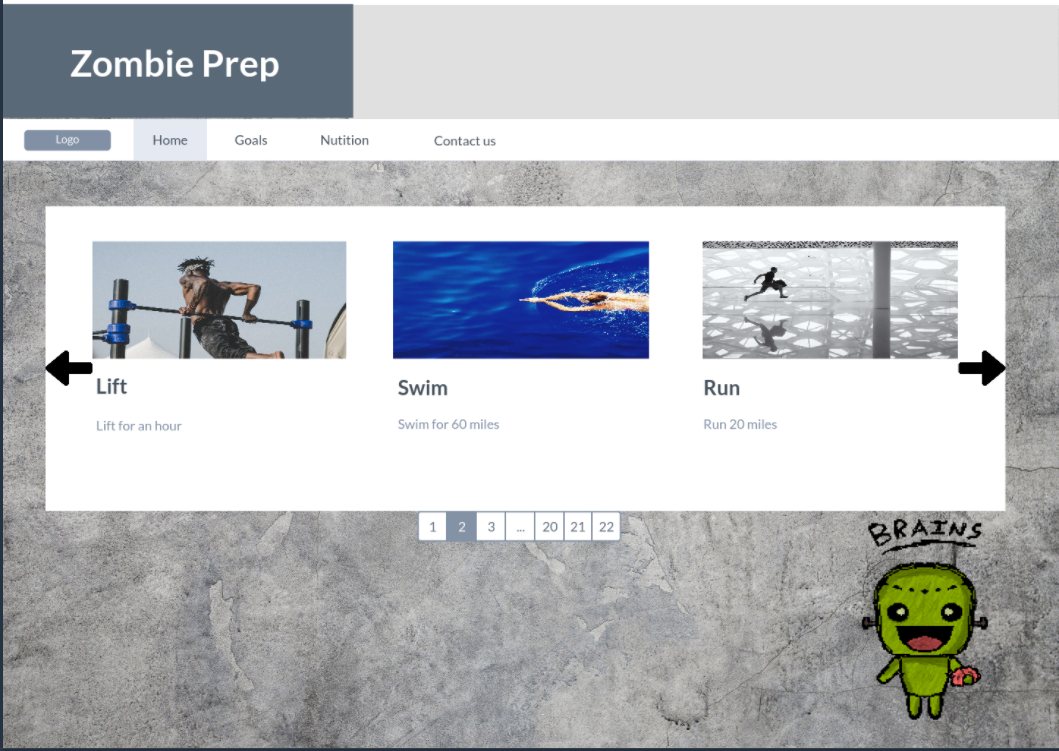 Zombie Prep
Logo Home Goals Nutition Contact us
Lift Swim Run
Lift for an hour Swim for 60 miles Run 20 miles
1 2 3 ... 20 21 22
BRAINS